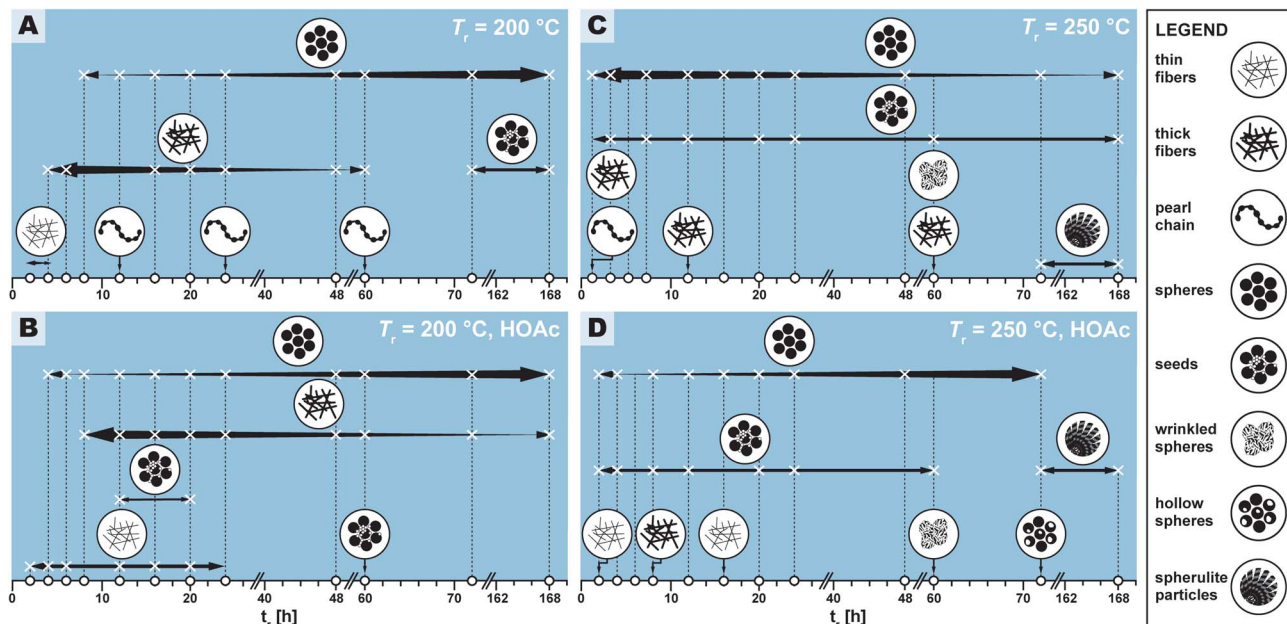 A
T_r = 200 °C
0 10 20 40 48 60 70 162 168
B
T_r = 200 °C, HOAc
0 10 20 40 48 60 70 162 168
t_r [h]
C
T_r = 250 °C
0 10 20 40 48 60 70 162 168
D
T_r = 250 °C, HOAc
0 10 20 40 48 60 70 162 168
t_r [h]
LEGEND
thin
fibers
thick
fibers
pearl
chain
spheres
seeds
wrinkled
spheres
hollow
spheres
spherulite
particles